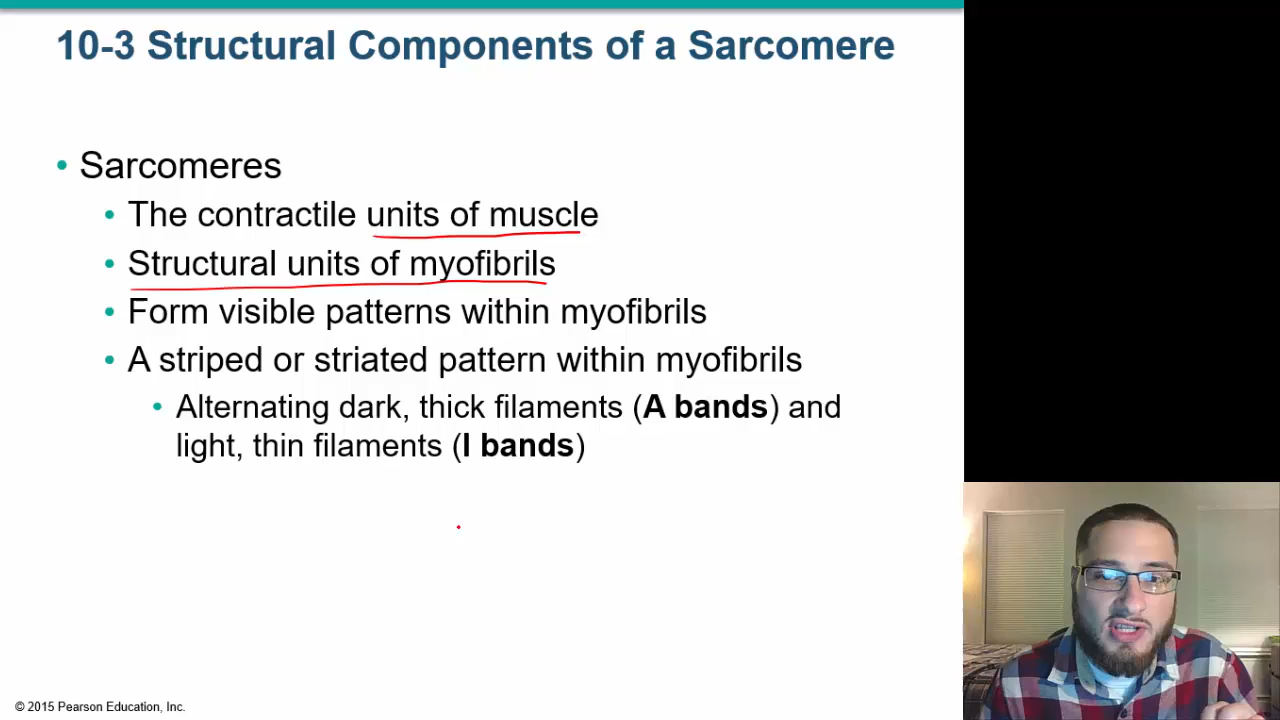 10-3 Structural Components of a Sarcomere
• Sarcomeres
• The contractile units of muscle
• Structural units of myofibrils
• Form visible patterns within myofibrils
• A striped or striated pattern within myofibrils
• Alternating dark, thick filaments (A bands) and
light, thin filaments (I bands)
© 2015 Pearson Education, Inc.